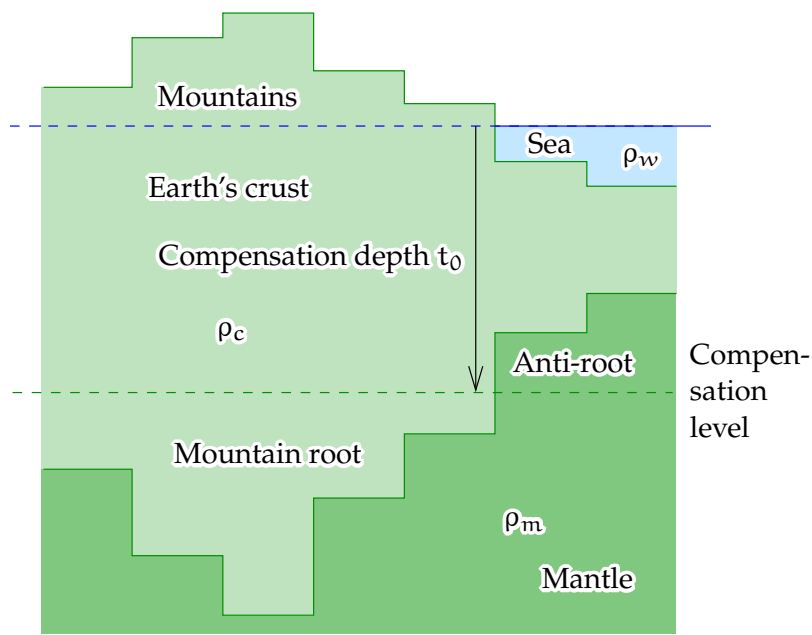 Mountains
Sea
ρw
Earth's crust
Compensation depth t0
ρc
Anti-root
Compen-
sation
level
Mountain root
ρm
Mantle